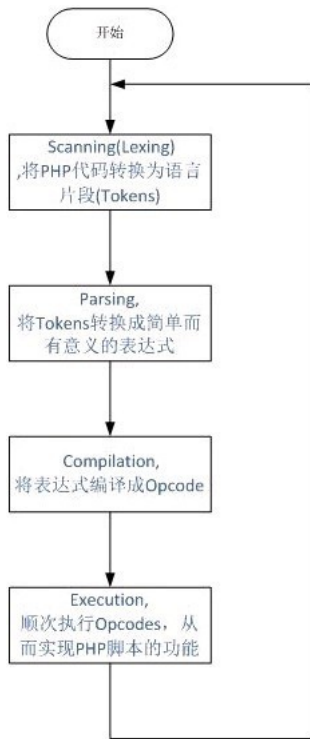 开始
Scanning(Lexing)
,将PHP代码转换为语言
片段(Tokens)
Parsing,
将Tokens转换成简单而
有意义的表达式
Compilation,
将表达式编译成Opcode
Execution,
顺次执行Opcodes，从
而实现PHP脚本的功能